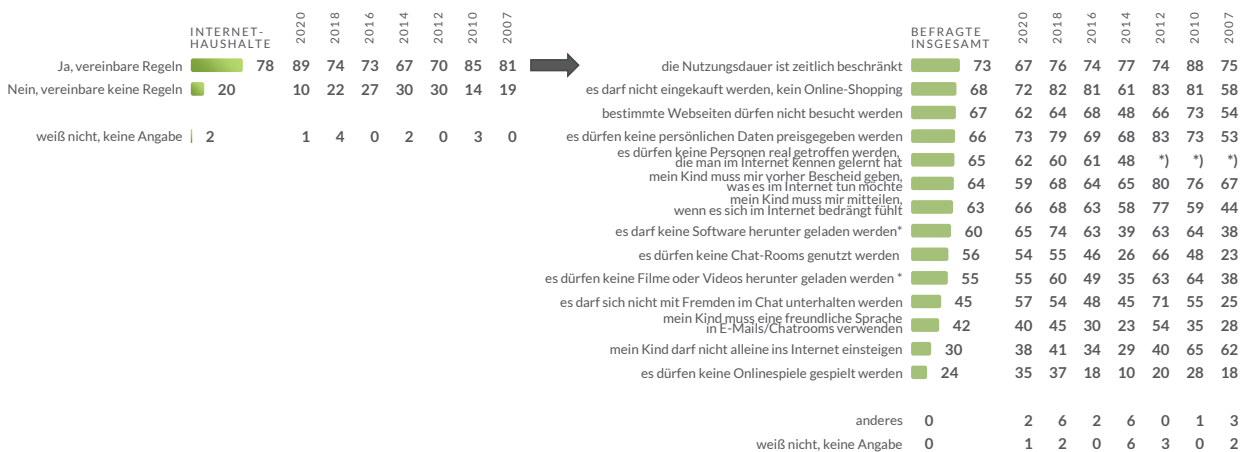 INTERNET-
HAUSHALTE 2020 2018 2016 2014 2012 2010 2007
Ja, vereinbare Regeln 78 89 74 73 67 70 85 81
Nein, vereinbare keine Regeln 20 10 22 27 30 30 14 19
weiß nicht, keine Angabe 2 1 4 0 2 0 3 0
BEFRAGTE
INSGESAMT 2020 2018 2016 2014 2012 2010 2007
die Nutzungsdauer ist zeitlich beschränkt 73 67 76 74 77 74 88 75
es darf nicht eingekauft werden, kein Online-Shopping 68 72 82 81 61 83 81 58
bestimmte Webseiten dürfen nicht besucht werden 67 62 64 68 48 66 73 54
es dürfen keine persönlichen Daten preisgegeben werden 66 73 79 69 68 83 73 53
es dürfen keine Personen real getroffen werden,
die man im Internet kennen gelernt hat 65 62 60 61 48 *) *) *)
mein Kind muss mir vorher Bescheid geben,
was es im Internet tun möchte 64 59 68 64 65 80 76 67
mein Kind muss mir mitteilen,
wenn es sich im Internet bedrängt fühlt 63 66 68 63 58 77 59 44
es darf keine Software herunter geladen werden* 60 65 74 63 39 63 64 38
es dürfen keine Chat-Rooms genutzt werden 56 54 55 46 26 66 48 23
es dürfen keine Filme oder Videos herunter geladen werden * 55 55 60 49 35 63 64 38
es darf sich nicht mit Fremden im Chat unterhalten werden 45 57 54 48 45 71 55 25
mein Kind muss eine freundliche Sprache
in E-Mails/Chatrooms verwenden 42 40 45 30 23 54 35 28
mein Kind darf nicht alleine ins Internet einsteigen 30 38 41 34 29 40 65 62
es dürfen keine Onlinespiele gespielt werden 24 35 37 18 10 20 28 18
anderes 0 2 6 2 6 0 1 3
weiß nicht, keine Angabe 0 1 2 0 6 3 0 2